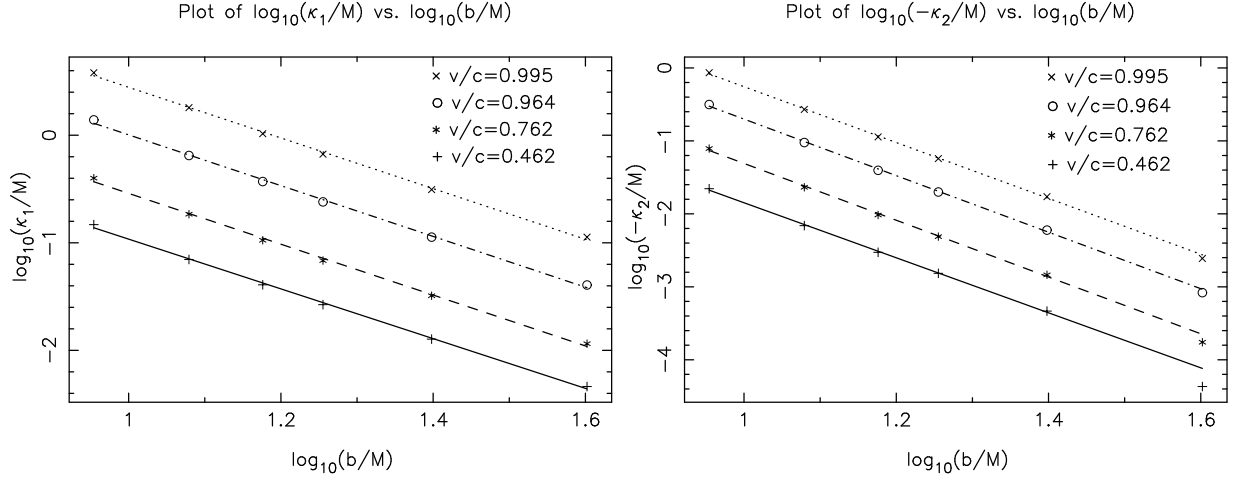 Plot of log₁₀(κ₁/M) vs. log₁₀(b/M)
× v/c=0.995
○ v/c=0.964
* v/c=0.762
+ v/c=0.462
log₁₀(κ₁/M)
0
−1
−2
1
1.2
1.4
1.6
log₁₀(b/M)
Plot of log₁₀(−κ₂/M) vs. log₁₀(b/M)
× v/c=0.995
○ v/c=0.964
* v/c=0.762
+ v/c=0.462
log₁₀(−κ₂/M)
0
−1
−2
−3
−4
1
1.2
1.4
1.6
log₁₀(b/M)